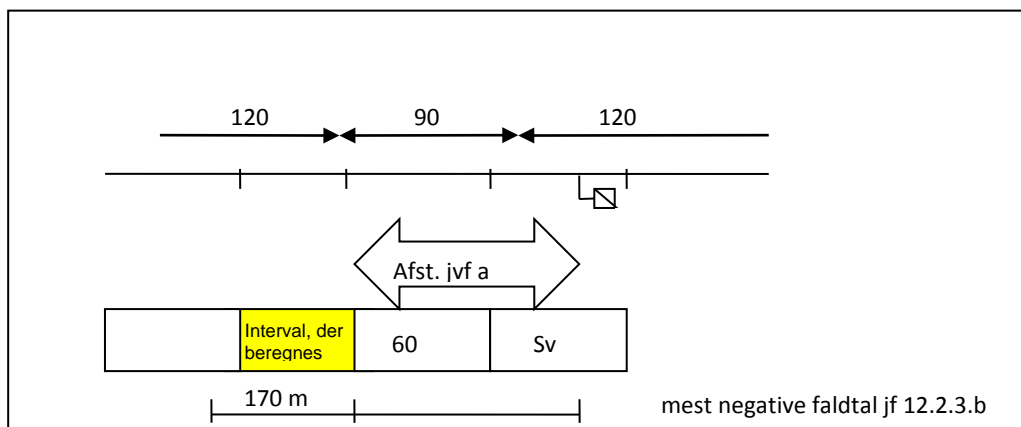 120 90 120
Afst. jvf a
Interval, der
beregnes
60 Sv
170 m
mest negative faldtal jf 12.2.3.b